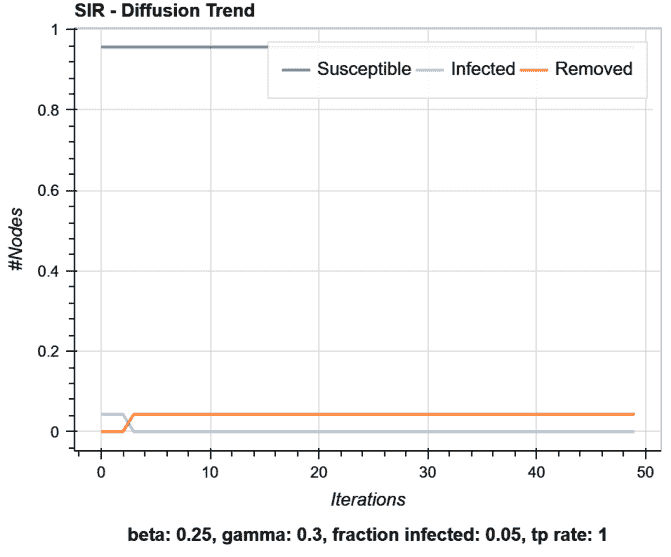 SIR - Diffusion Trend
1
Susceptible Infected Removed
0.8
0.6
#Nodes
0.4
0.2
0
0 10 20 30 40 50
Iterations
beta: 0.25, gamma: 0.3, fraction infected: 0.05, tp rate: 1